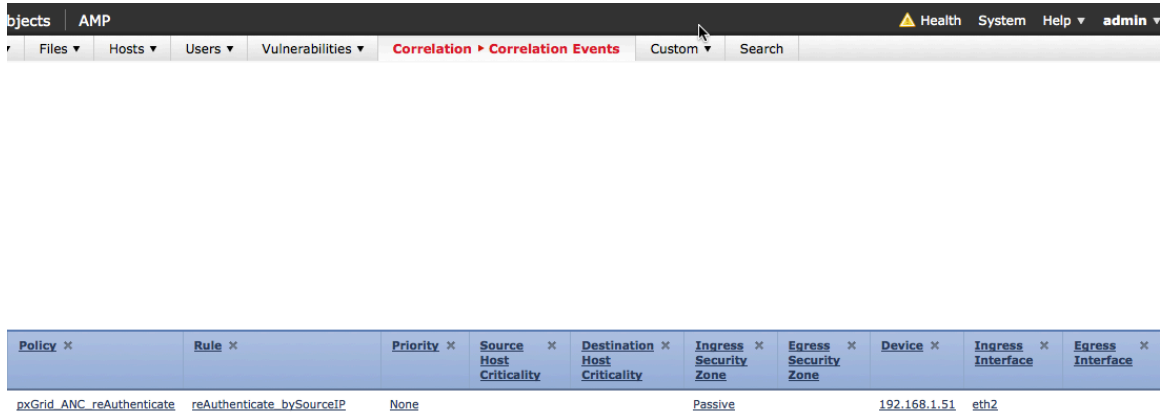 bjects AMP Health System Help ▾ admin ▾
▾ Files ▾ Hosts ▾ Users ▾ Vulnerabilities ▾ Correlation ▸ Correlation Events Custom ▾ Search
Policy × Rule × Priority × Source × Destination × Ingress × Egress × Device × Ingress × Egress ×
Host Host Security Security Interface Interface
Criticality Criticality Zone Zone
pxGrid_ANC_reAuthenticate reAuthenticate_bySourceIP None Passive 192.168.1.51 eth2